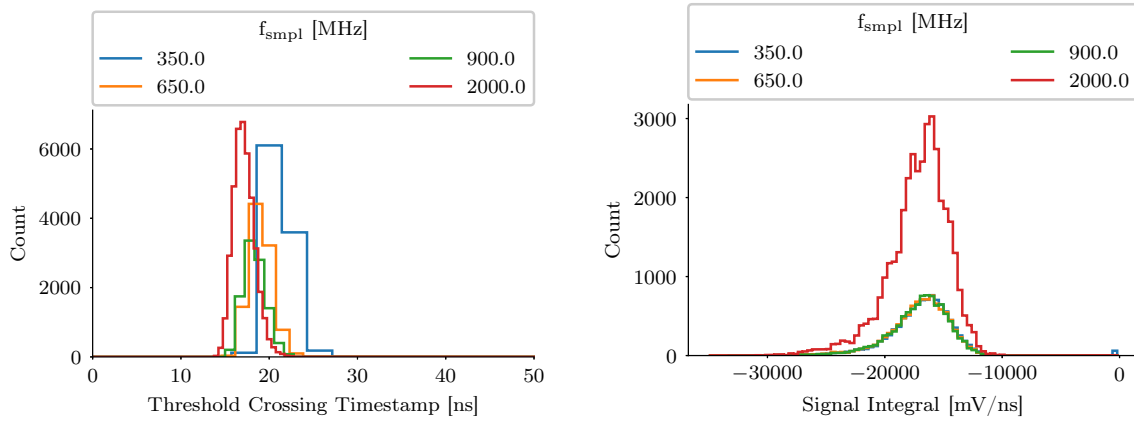 f_smpl [MHz]
350.0 900.0
650.0 2000.0
6000
4000
2000
0
Count
0 10 20 30 40 50
Threshold Crossing Timestamp [ns]
f_smpl [MHz]
350.0 900.0
650.0 2000.0
3000
2000
1000
0
Count
−30000 −20000 −10000 0
Signal Integral [mV/ns]